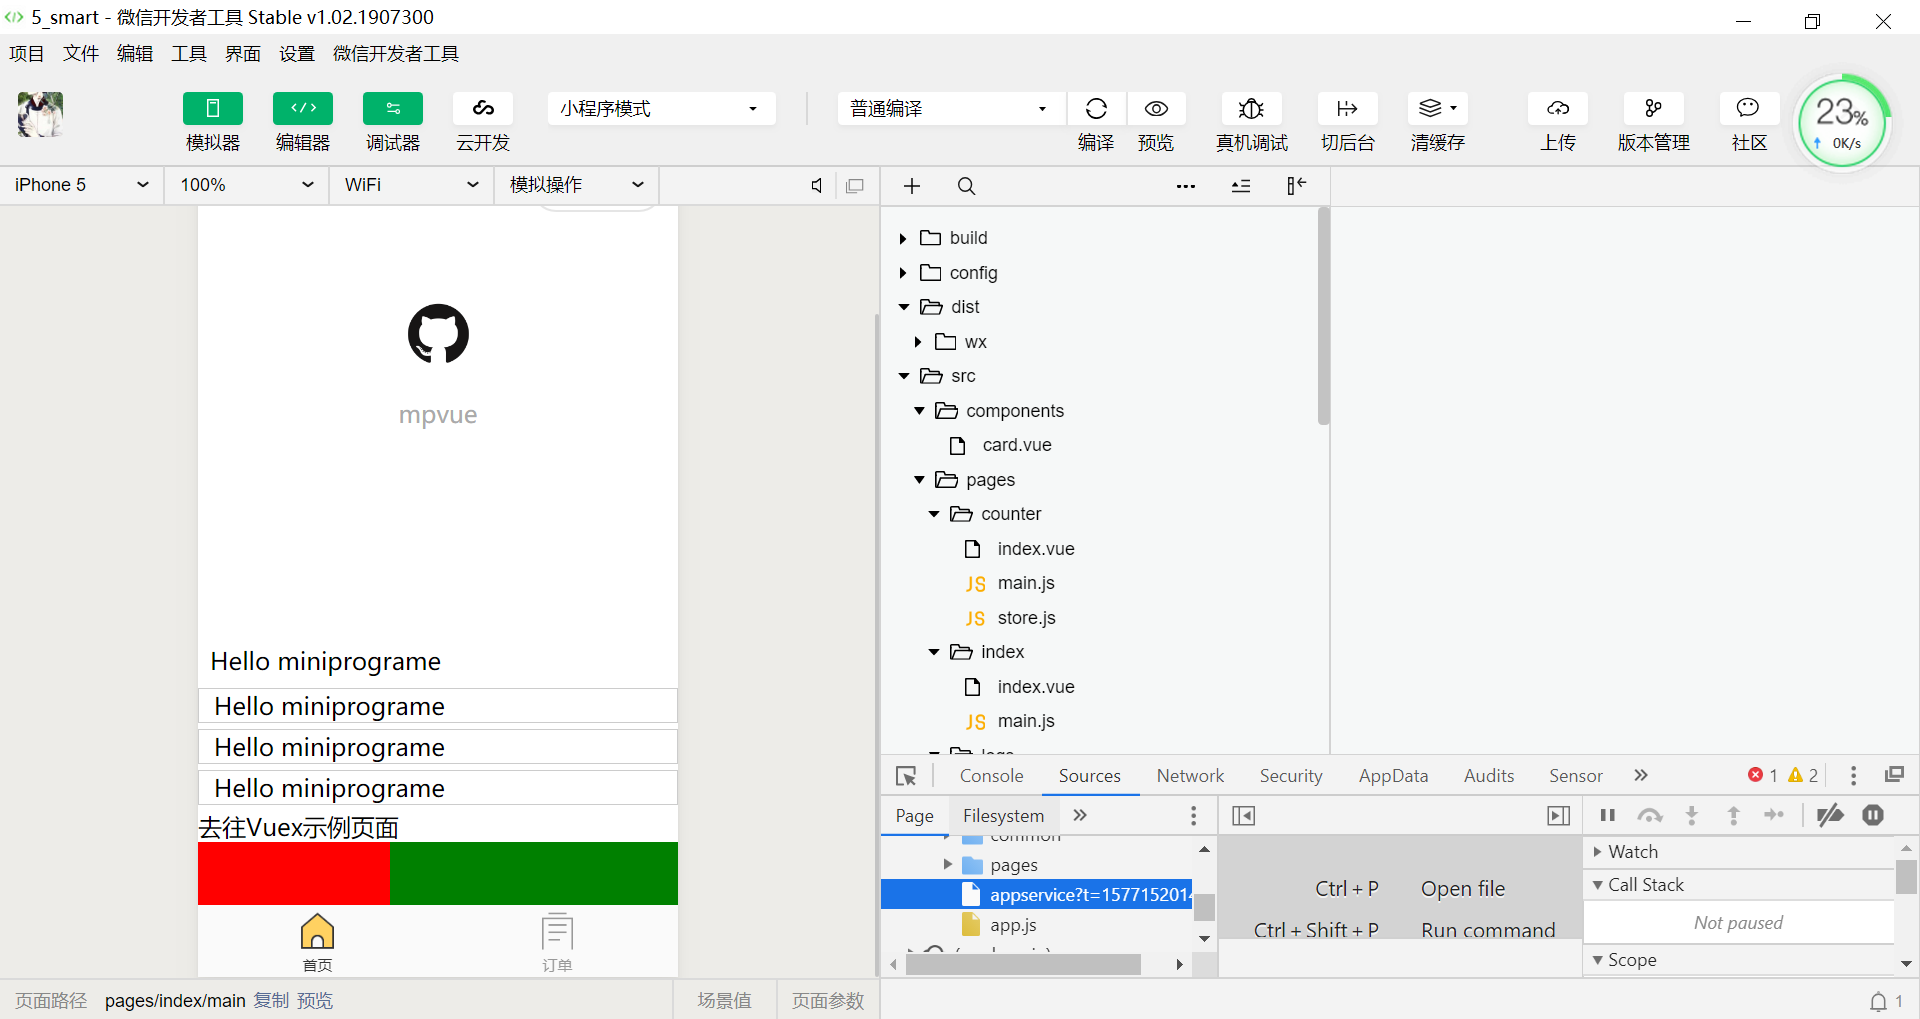 5_smart - 微信开发者工具 Stable v1.02.1907300
项目 文件 编辑 工具 界面 设置 微信开发者工具
小程序模式 普通编译
模拟器 编辑器 调试器 云开发 编译 预览 真机调试 切后台 清缓存 上传 版本管理 社区
23%
0K/s
iPhone 5 100% WiFi 模拟操作
mpvue
Hello miniprograme
Hello miniprograme
Hello miniprograme
Hello miniprograme
去往Vuex示例页面
首页 订单
页面路径 pages/index/main 复制 预览 场景值 页面参数
build
config
dist
wx
src
components
card.vue
pages
counter
index.vue
JS main.js
JS store.js
index
index.vue
JS main.js
Console Sources Network Security AppData Audits Sensor 1 2
Page Filesystem
common
pages
appservice?t=157715201
app.js
Ctrl + P Open file
Ctrl + Shift + P Run command
Watch
Call Stack
Not paused
Scope
1